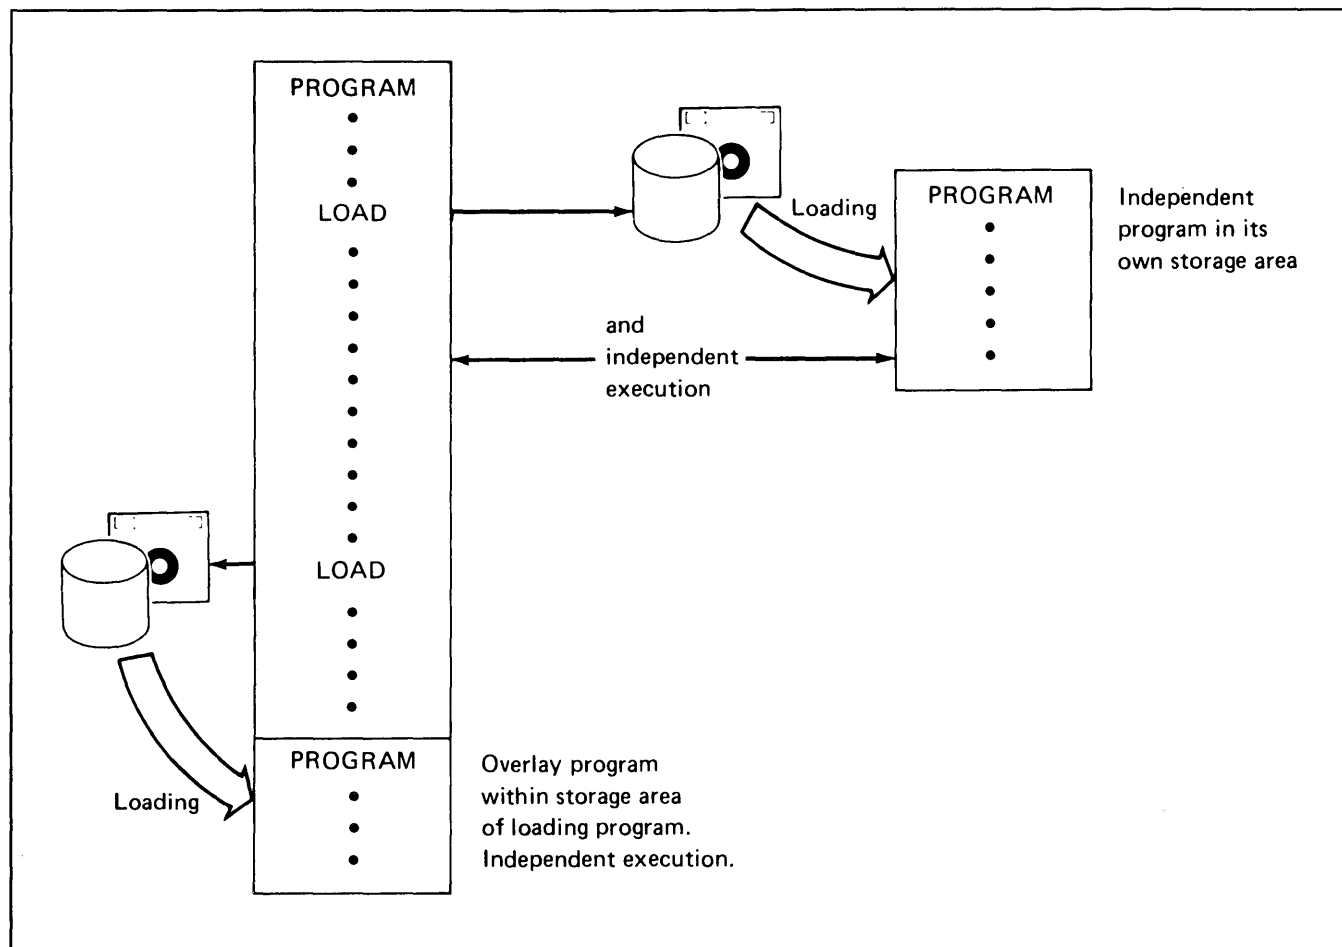 PROGRAM
LOAD
Loading
PROGRAM
Independent
program in its
own storage area
and
independent
execution
LOAD
Loading
PROGRAM
Overlay program
within storage area
of loading program.
Independent execution.